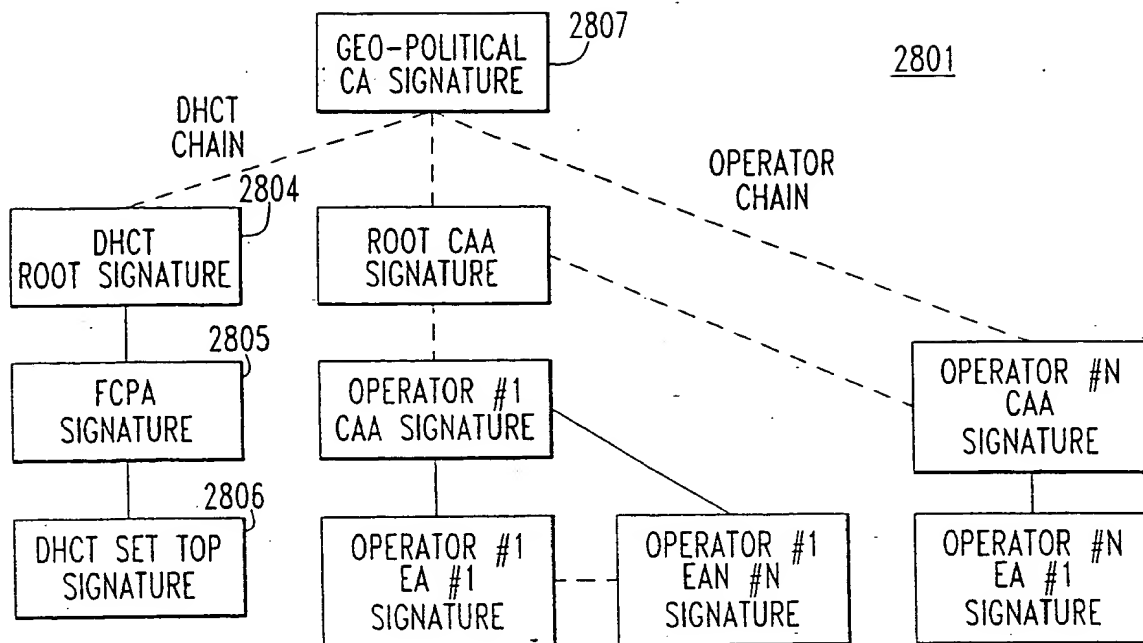 2807
GEO-POLITICAL
CA SIGNATURE
2801
DHCT
CHAIN
OPERATOR
CHAIN
2804
DHCT
ROOT SIGNATURE
ROOT CAA
SIGNATURE
2805
FCPA
SIGNATURE
OPERATOR #1
CAA SIGNATURE
OPERATOR #N
CAA
SIGNATURE
2806
DHCT SET TOP
SIGNATURE
OPERATOR #1
EA #1
SIGNATURE
OPERATOR #1
EAN #N
SIGNATURE
OPERATOR #N
EA #1
SIGNATURE